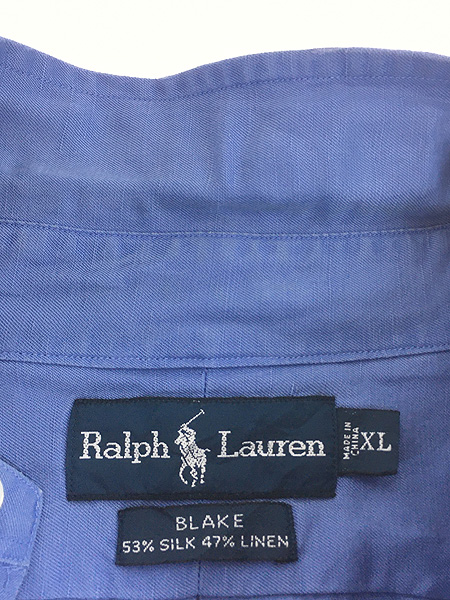 Ralph Lauren
MADE IN
CHINA
XL
BLAKE
53% SILK 47% LINEN